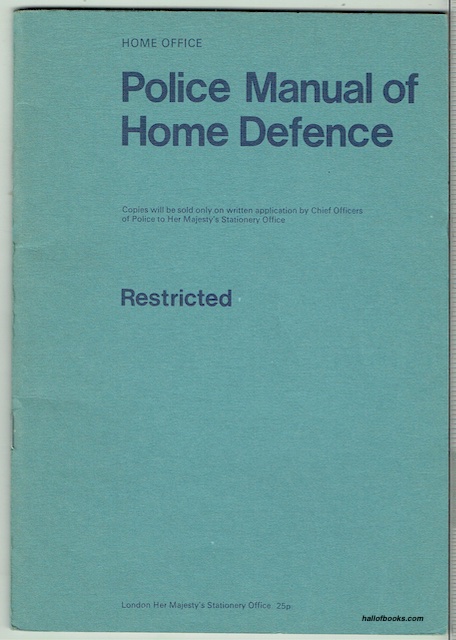 HOME OFFICE
Police Manual of
Home Defence
Copies will be sold only on written application by Chief Officers
of Police to Her Majesty's Stationery Office
Restricted
London Her Majesty's Stationery Office 25p
hallofbooks.com